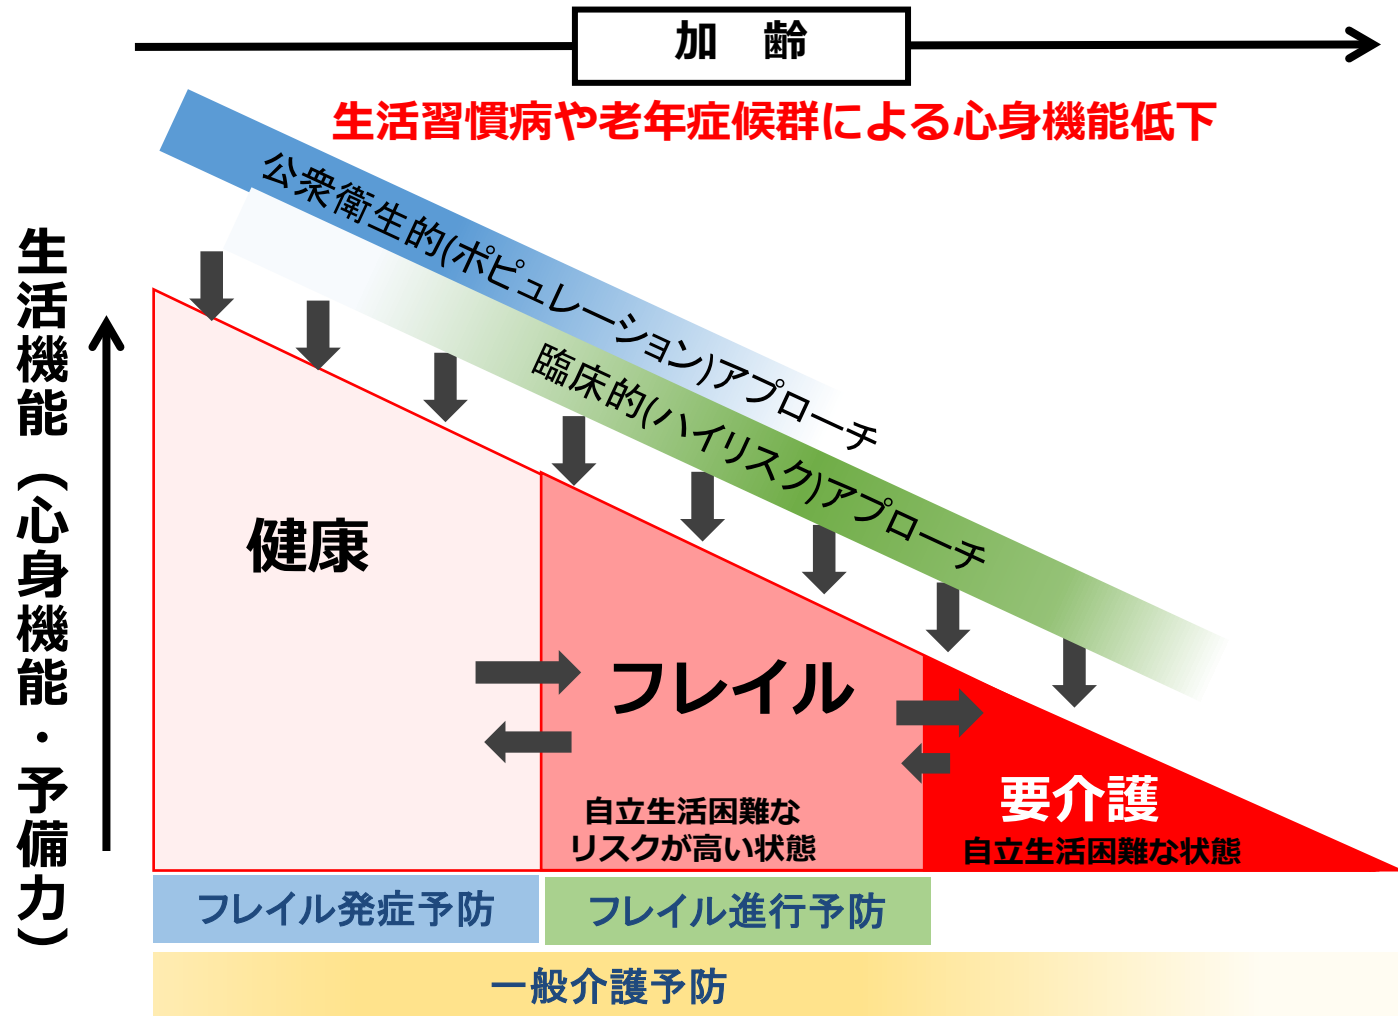 加　齢
生活習慣病や老年症候群による心身機能低下
公衆衛生的(ポピュレーション)アプローチ
臨床的(ハイリスク)アプローチ
生活機能（心身機能・予備力）
健康
フレイル
自立生活困難な
リスクが高い状態
要介護
自立生活困難な状態
フレイル発症予防
フレイル進行予防
一般介護予防